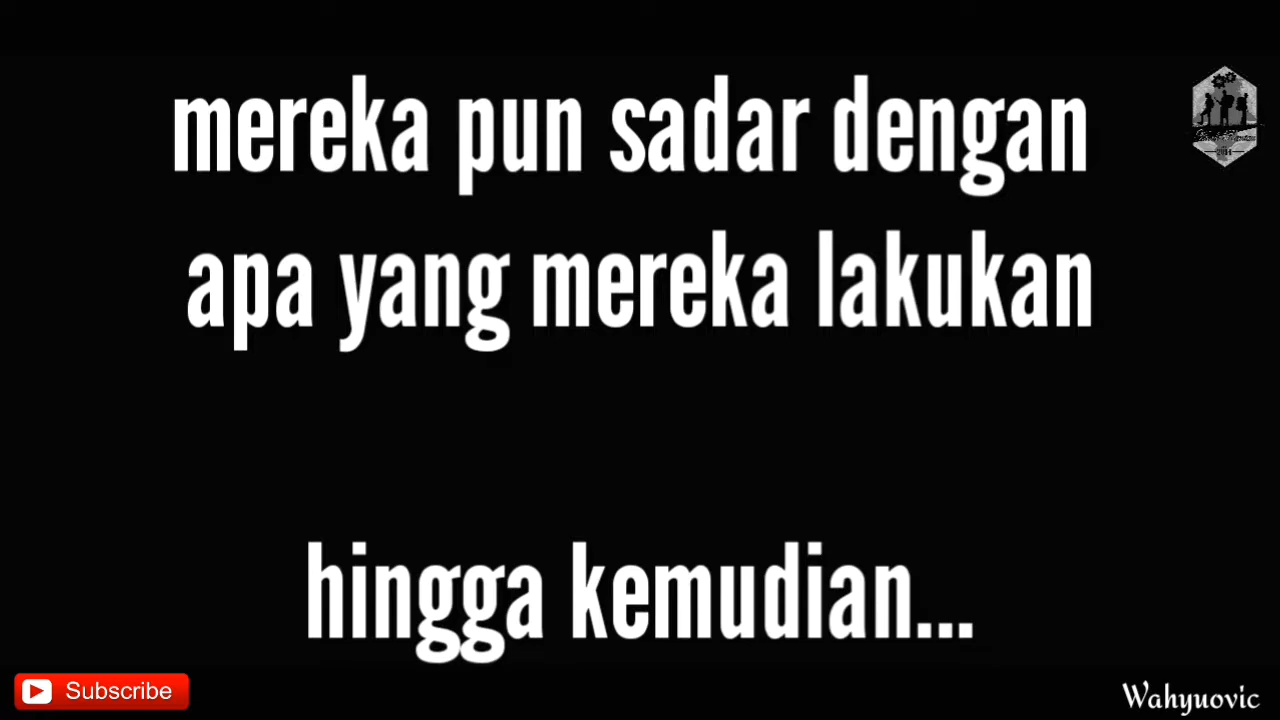 mereka pun sadar dengan
apa yang mereka lakukan
hingga kemudian...
Subscribe
Wahyuovic